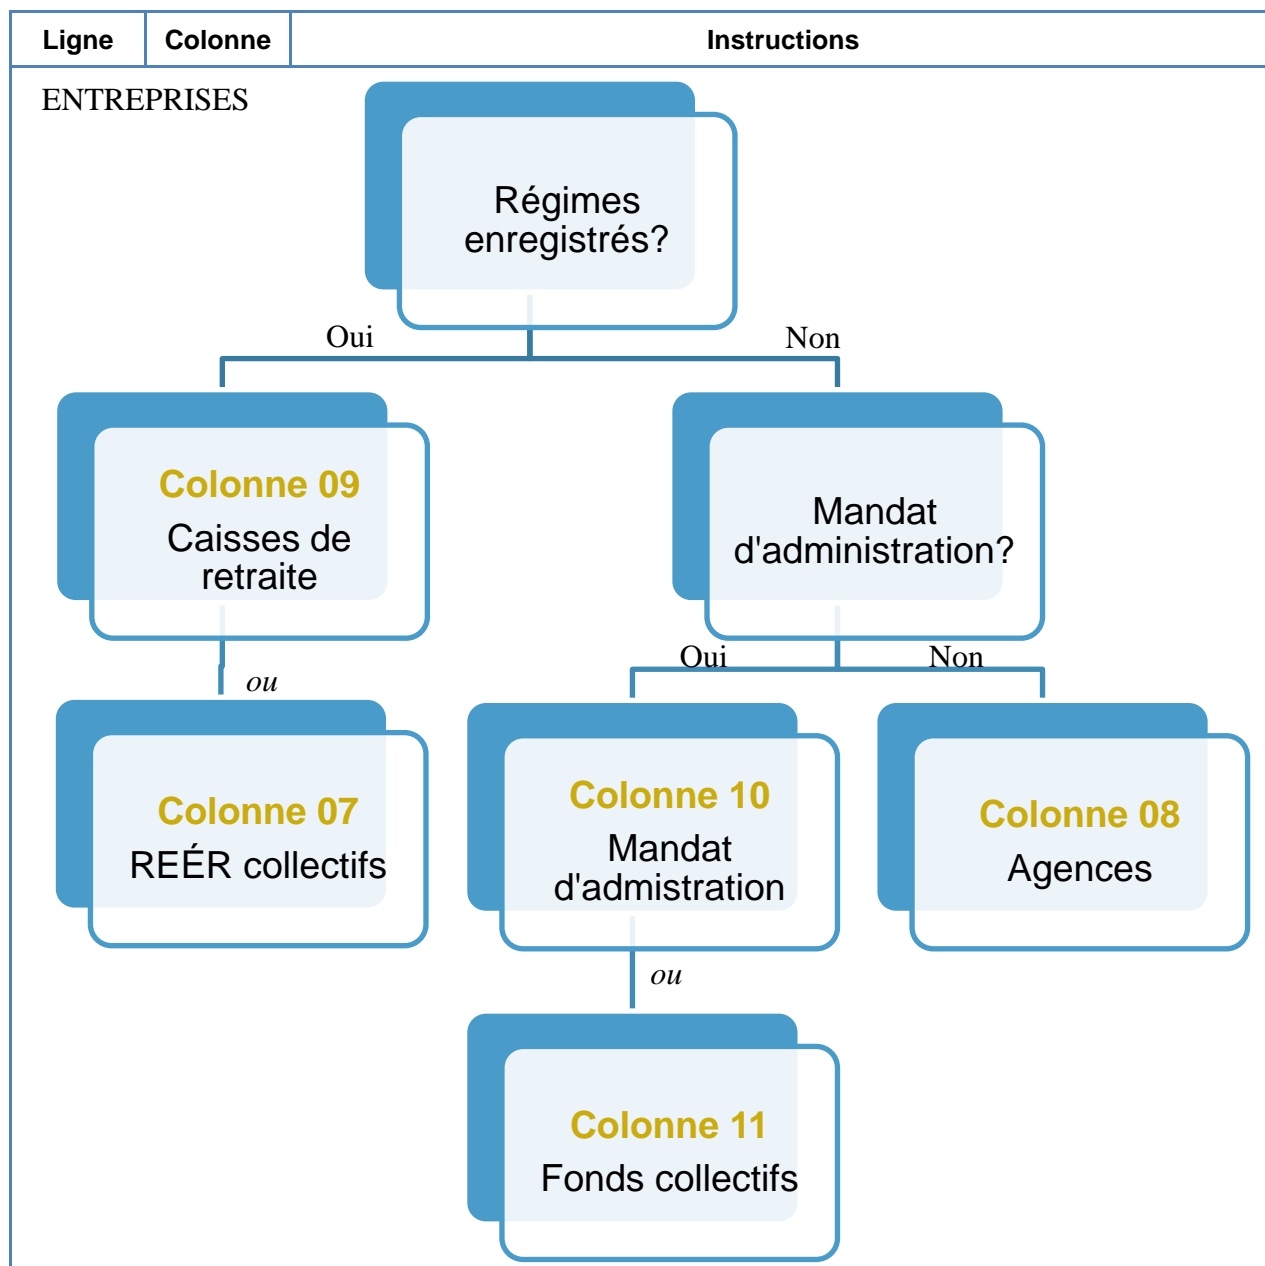 Ligne Colonne Instructions
ENTREPRISES
Régimes
enregistrés?
Oui Non
Colonne 09
Caisses de
retraite
Mandat
d'administration?
Oui Non
ou
Colonne 07
REÉR collectifs
Colonne 10
Mandat
d'admistration
Colonne 08
Agences
ou
Colonne 11
Fonds collectifs